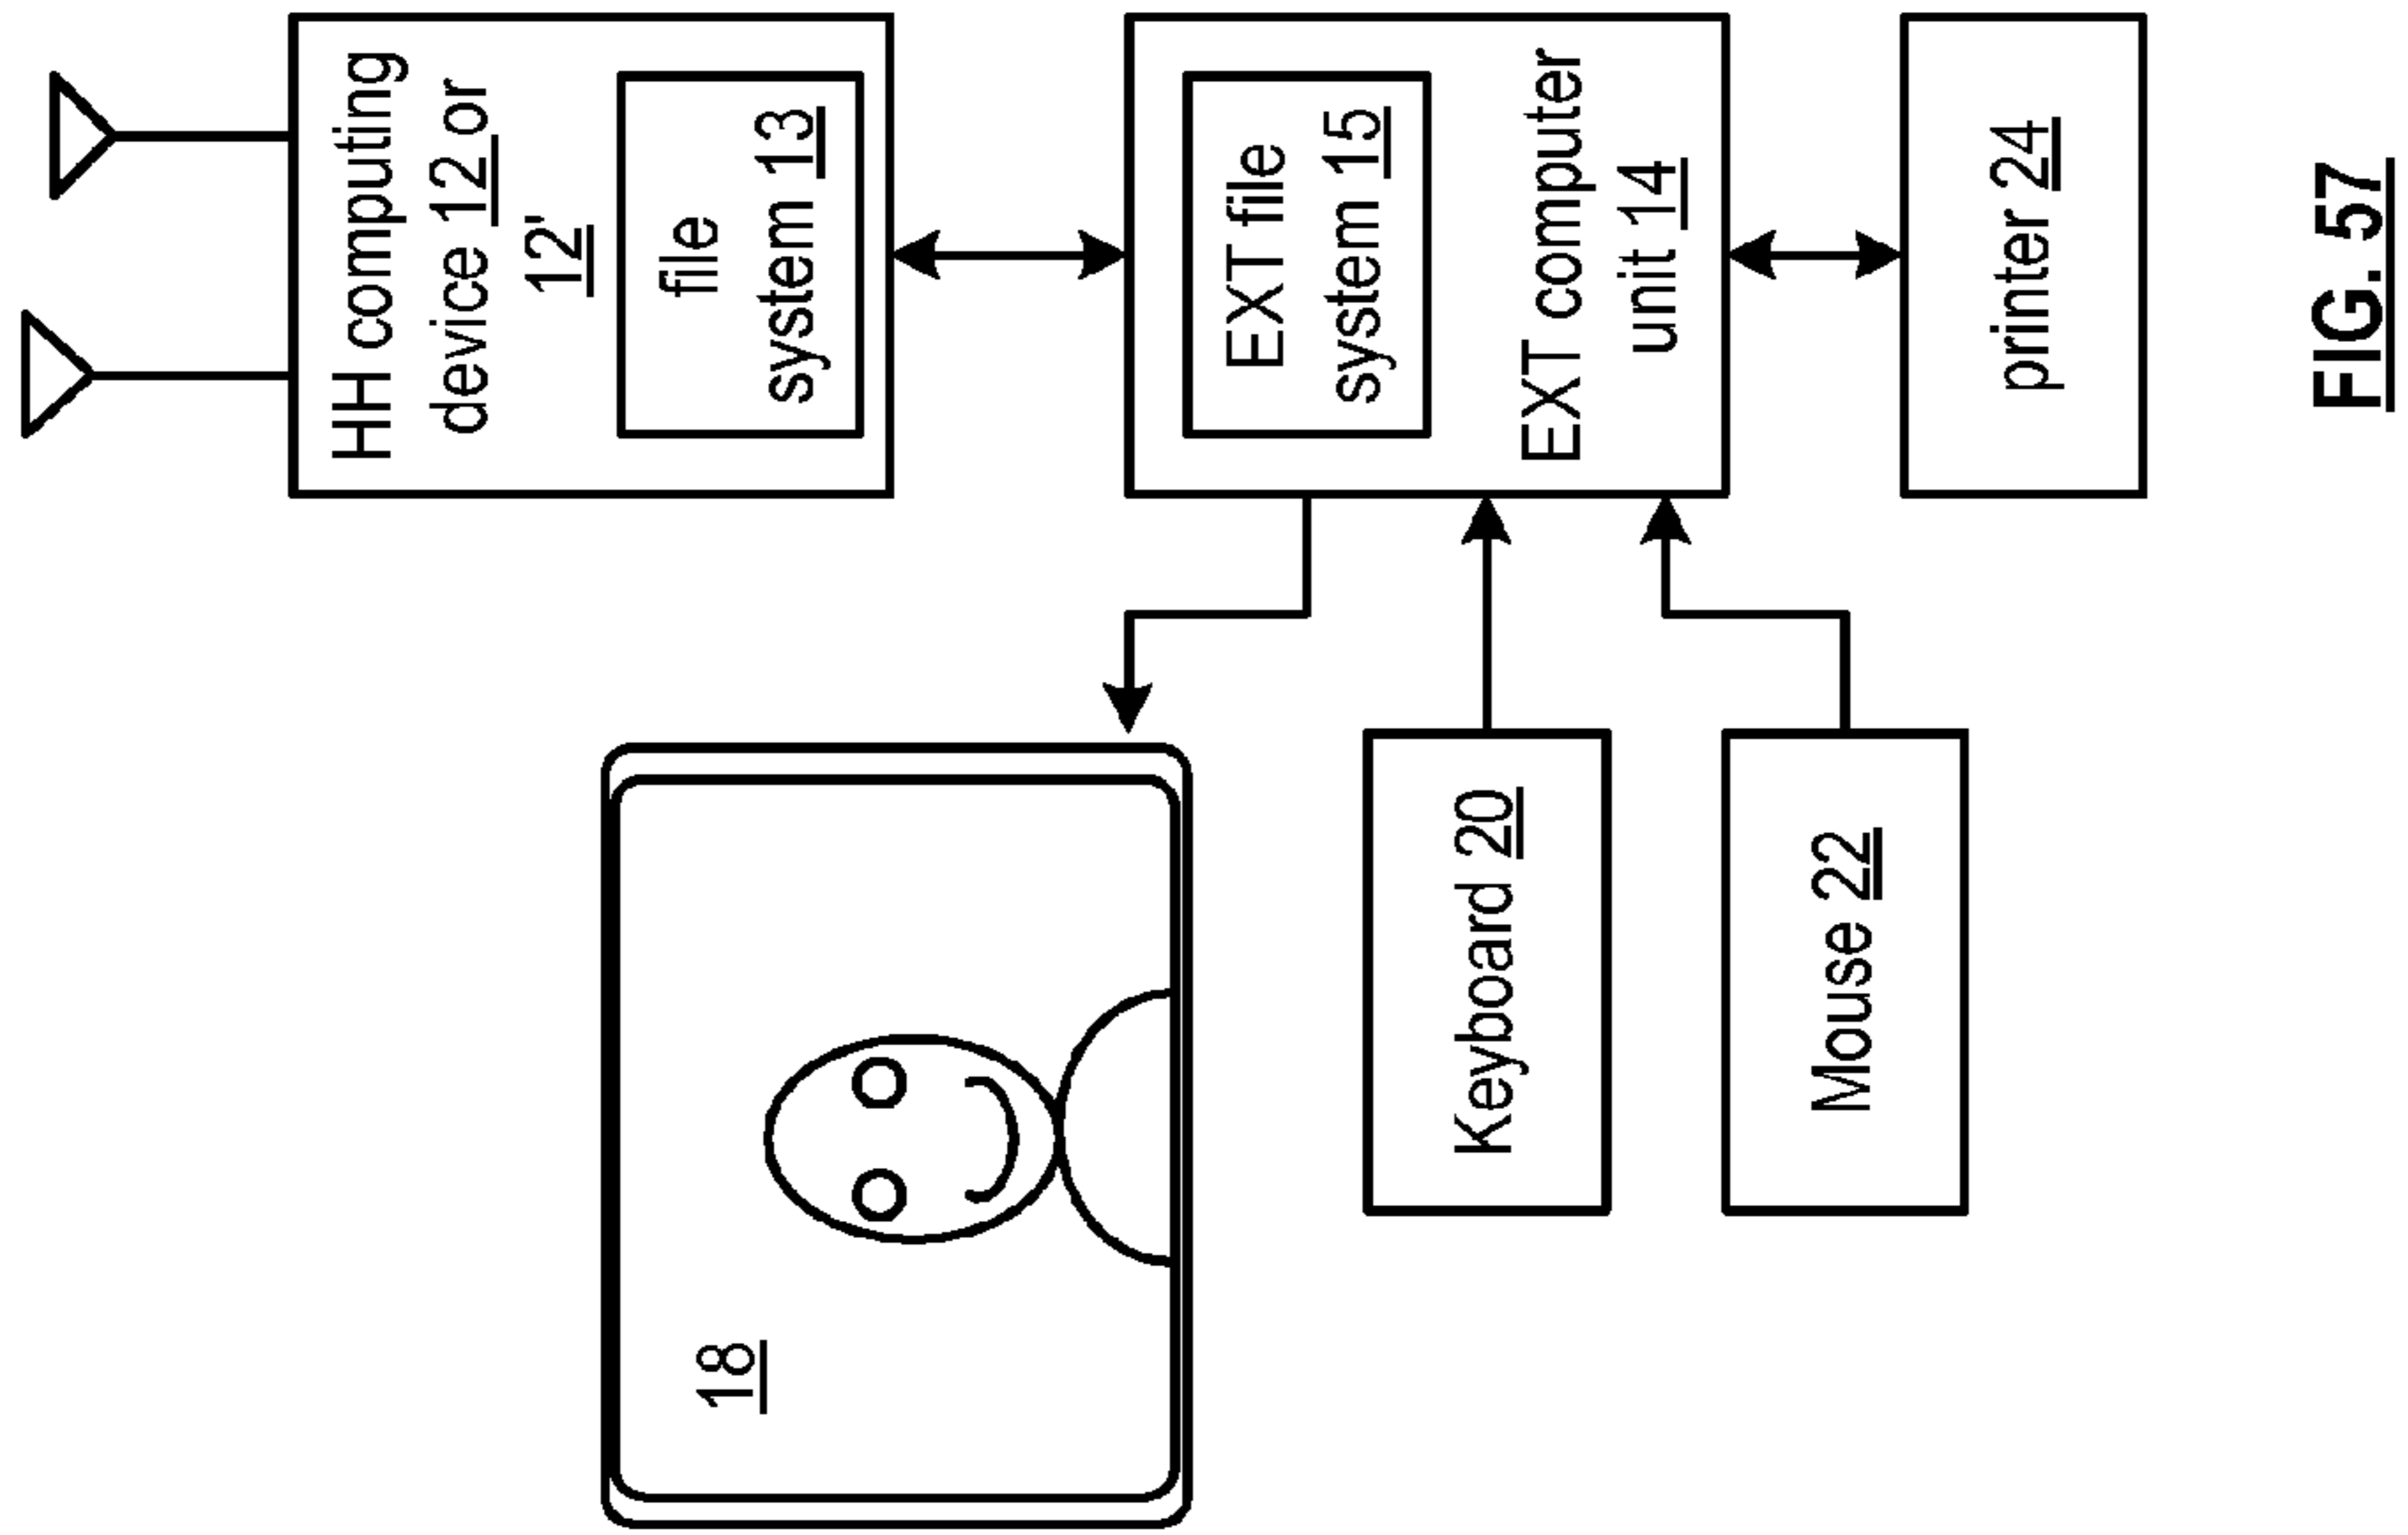 18
HH computing
device 12 or
12'
file
system 13
EXT file
system 15
EXT computer
unit 14
Keyboard 20
Mouse 22
printer 24
FIG. 57